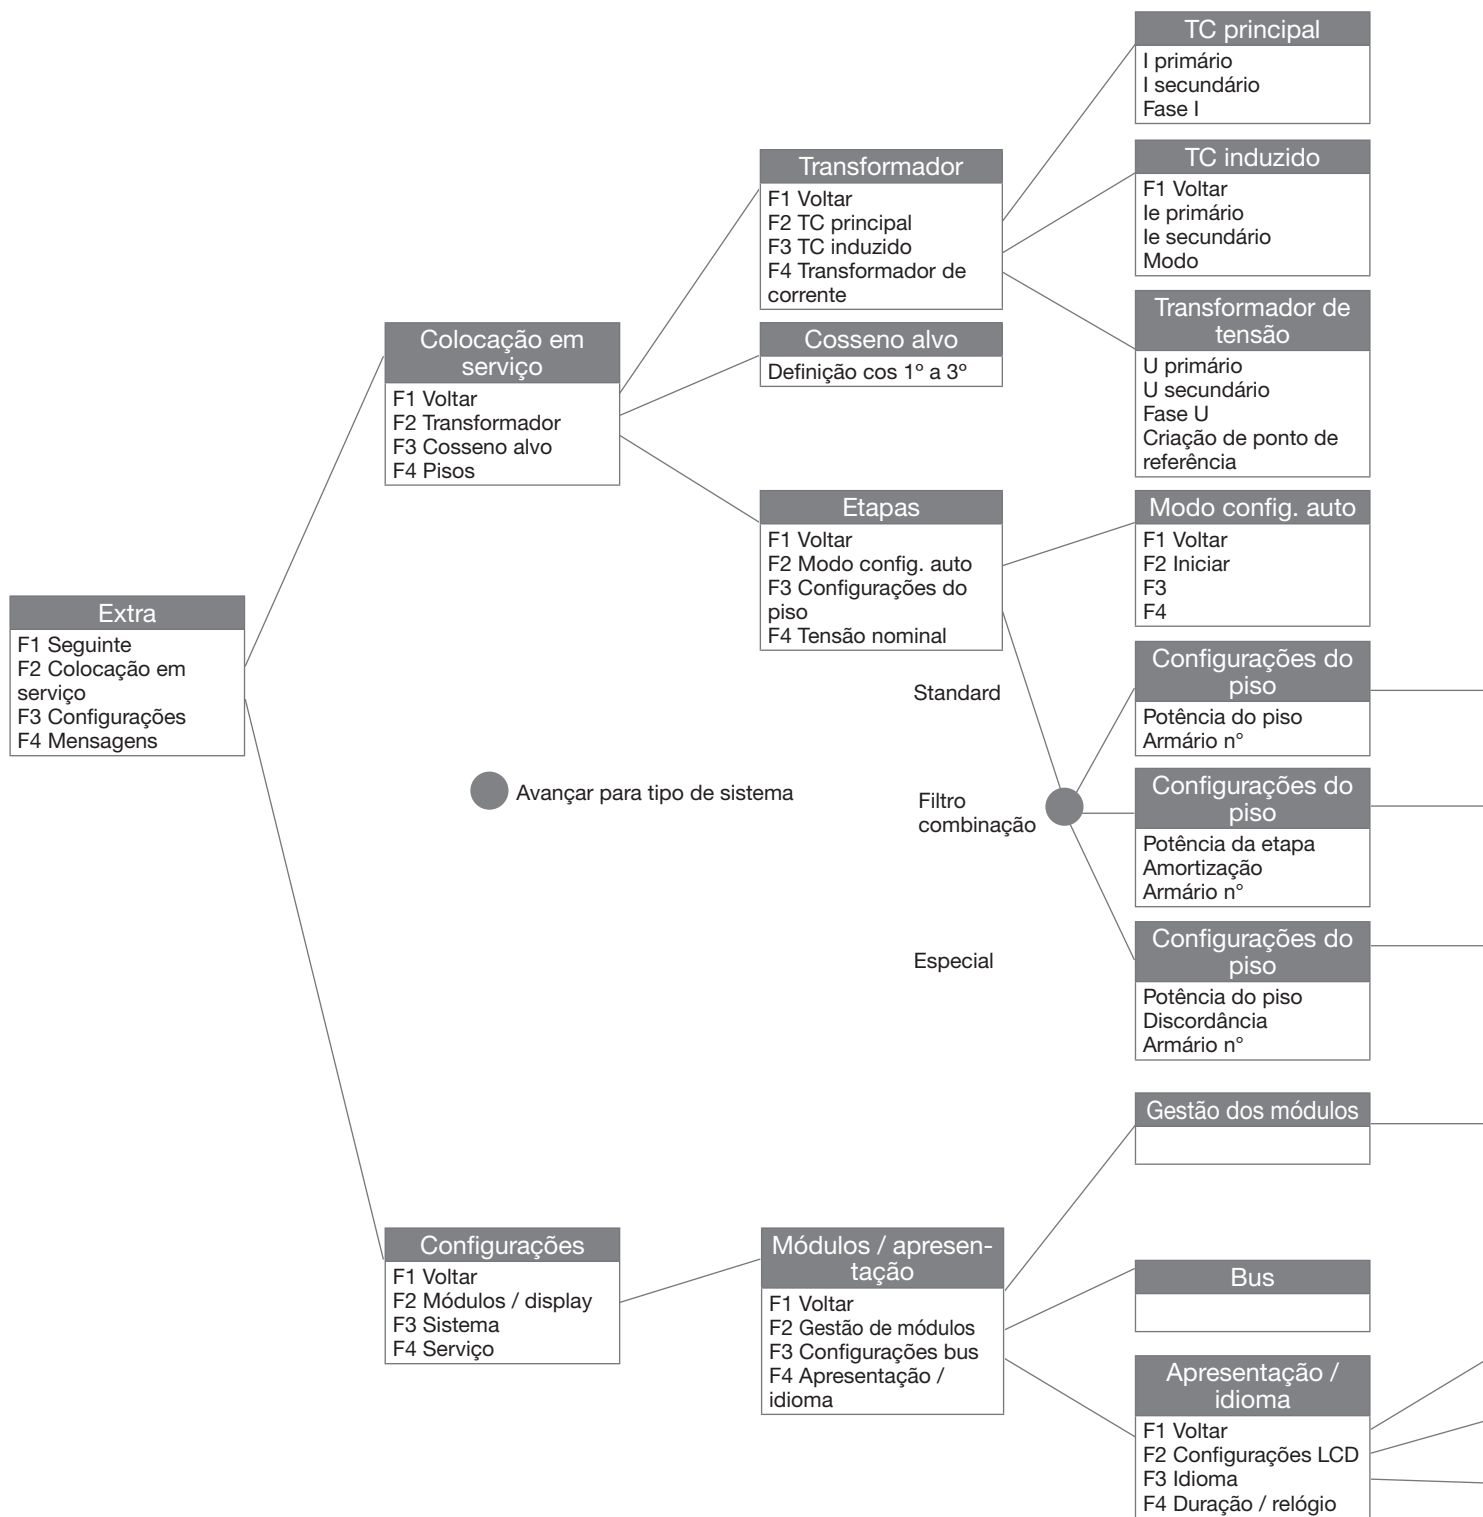 TC principal
I primário
I secundário
Fase I
TC induzido
F1 Voltar
Ie primário
Ie secundário
Modo
Transformador
F1 Voltar
F2 TC principal
F3 TC induzido
F4 Transformador de
corrente
Transformador de
tensão
U primário
U secundário
Fase U
Criação de ponto de
referência
Colocação em
serviço
F1 Voltar
F2 Transformador
F3 Cosseno alvo
F4 Pisos
Cosseno alvo
Definição cos 1º a 3º
Etapas
F1 Voltar
F2 Modo config. auto
F3 Configurações do
piso
F4 Tensão nominal
Modo config. auto
F1 Voltar
F2 Iniciar
F3
F4
Extra
F1 Seguinte
F2 Colocação em
serviço
F3 Configurações
F4 Mensagens
Standard
Configurações do
piso
Potência do piso
Armário n°
Avançar para tipo de sistema
Filtro
combinação
Configurações do
piso
Potência da etapa
Amortização
Armário n°
Especial
Configurações do
piso
Potência do piso
Discordância
Armário n°
Gestão dos módulos
Configurações
F1 Voltar
F2 Módulos / display
F3 Sistema
F4 Serviço
Módulos / apresen-
tação
F1 Voltar
F2 Gestão de módulos
F3 Configurações bus
F4 Apresentação /
idioma
Bus
Apresentação /
idioma
F1 Voltar
F2 Configurações LCD
F3 Idioma
F4 Duração / relógio